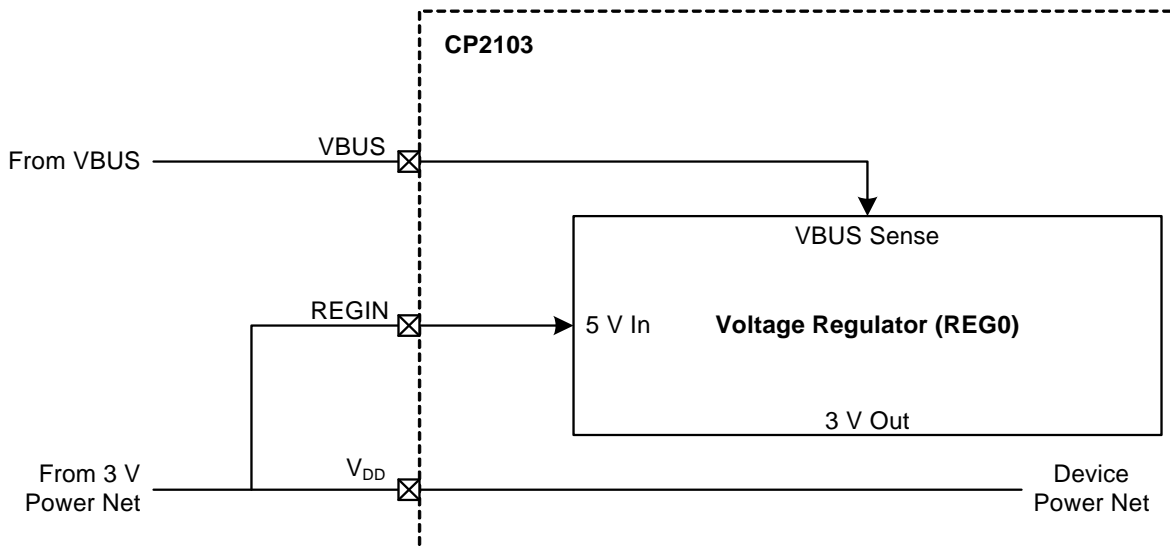 CP2103
VBUS
From VBUS
VBUS Sense
REGIN
5 V In
Voltage Regulator (REG0)
3 V Out
From 3 V
Power Net
VDD
Device
Power Net